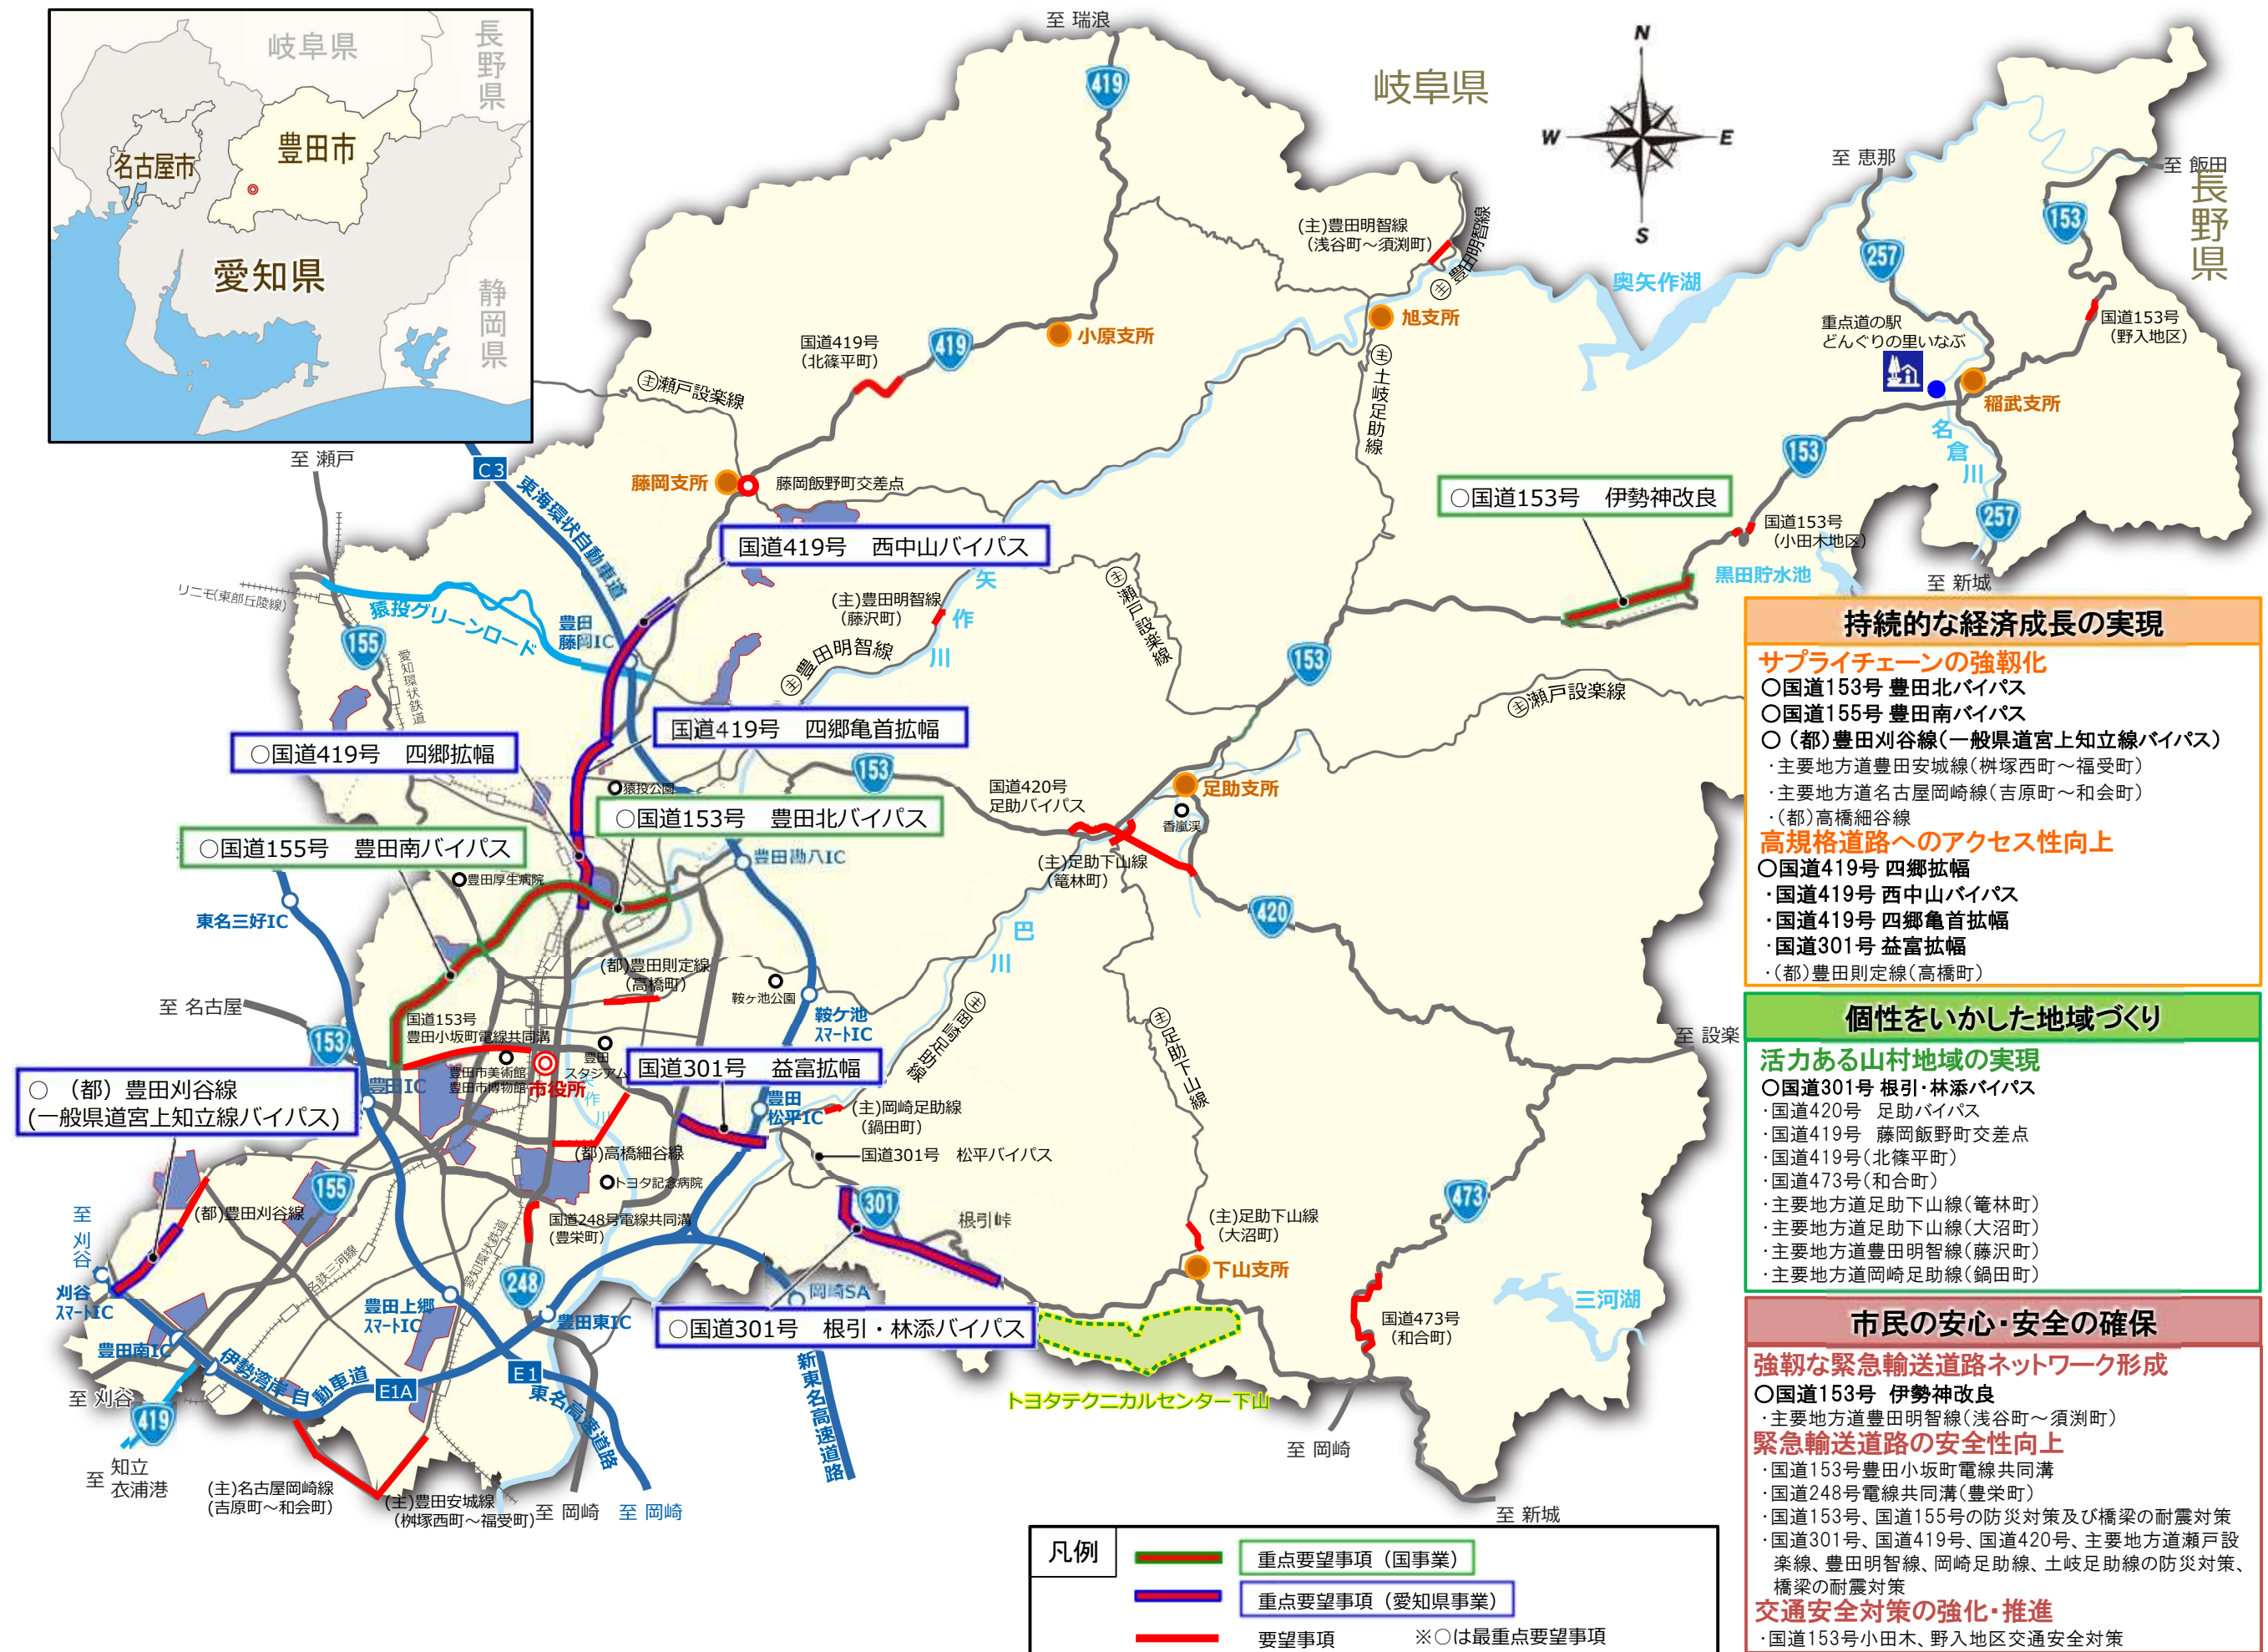 岐阜県
長野県
名古屋市
豊田市
愛知県
静岡県
至 瑞浪
419
岐阜県
N
W
E
S
至 恵那
至 飯田
長野県
153
257
(主)豊田明智線
(浅谷町～須渕町)
㊟豊田明智線
奥矢作湖
旭支所
小原支所
国道419号
(北篠平町)
419
主瀬戸設楽線
主土岐足助線
重点道の駅
どんぐりの里いなぶ
国道153号
(野入地区)
稲武支所
名倉川
153
257
至 新城
至 瀬戸
C3
東海環状自動車道
藤岡支所
藤岡飯野町交差点
○国道153号　伊勢神改良
国道153号
(小田木地区)
黒田貯水池
国道419号　西中山バイパス
リニモ(東部丘陵線)
猿投グリーンロード
155
愛知環状鉄道
豊田
藤岡IC
(主)豊田明智線
(藤沢町)
矢作川
主豊田明智線
主瀬戸設楽線
153
主瀬戸設楽線
国道419号　四郷亀首拡幅
○国道419号　四郷拡幅
153
猿投公園
○国道153号　豊田北バイパス
国道420号
足助バイパス
足助支所
香嵐渓
○国道155号　豊田南バイパス
豊田勘八IC
(主)足助下山線
(篭林町)
豊田厚生病院
東名三好IC
420
巴川
(都)豊田則定線
(高橋町)
鞍ヶ池公園
鞍ケ池
スマートIC
主岡崎足助線
主足助下山線
至 名古屋
153
国道153号
豊田小坂町電線共同溝
豊田市美術館
豊田市博物館
市役所
豊田
スタジアム
矢作川
国道301号　益富拡幅
至 設楽
豊田IC
○ （都）豊田刈谷線
(一般県道宮上知立線バイパス)
豊田
松平IC
(主)岡崎足助線
(鍋田町)
(都)高橋細谷線
国道301号　松平バイパス
トヨタ記念病院
155
(都)豊田刈谷線
至 刈谷
国道248号電線共同溝
(豊栄町)
301
根引峠
(主)足助下山線
(大沼町)
473
下山支所
名鉄三河線
愛知環状鉄道
248
岡崎SA
刈谷
スマートIC
豊田上郷
スマートIC
豊田東IC
○国道301号　根引・林添バイパス
国道473号
(和合町)
三河湖
豊田南IC
伊勢湾岸自動車道
E1A
E1
東名高速道路
新東名高速道路
トヨタテクニカルセンター下山
至 刈谷
419
至 知立
衣浦港
(主)名古屋岡崎線
(吉原町～和会町)
(主)豊田安城線
(桝塚西町～福受町)
至 岡崎
至 岡崎
至 岡崎
至 新城
持続的な経済成長の実現
サプライチェーンの強靱化
○国道153号 豊田北バイパス
○国道155号 豊田南バイパス
○（都）豊田刈谷線（一般県道宮上知立線バイパス）
・主要地方道豊田安城線（桝塚西町～福受町）
・主要地方道名古屋岡崎線（吉原町～和会町）
・（都）高橋細谷線
高規格道路へのアクセス性向上
○国道419号 四郷拡幅
・国道419号 西中山バイパス
・国道419号 四郷亀首拡幅
・国道301号 益富拡幅
・（都）豊田則定線（高橋町）
個性をいかした地域づくり
活力ある山村地域の実現
○国道301号 根引・林添バイパス
・国道420号　足助バイパス
・国道419号　藤岡飯野町交差点
・国道419号（北篠平町）
・国道473号（和合町）
・主要地方道足助下山線（篭林町）
・主要地方道足助下山線（大沼町）
・主要地方道豊田明智線（藤沢町）
・主要地方道岡崎足助線（鍋田町）
市民の安心・安全の確保
強靭な緊急輸送道路ネットワーク形成
○国道153号 伊勢神改良
・主要地方道豊田明智線（浅谷町～須渕町）
緊急輸送道路の安全性向上
・国道153号豊田小坂町電線共同溝
・国道248号電線共同溝（豊栄町）
・国道153号、国道155号の防災対策及び橋梁の耐震対策
・国道301号、国道419号、国道420号、主要地方道瀬戸設
楽線、豊田明智線、岡崎足助線、土岐足助線の防災対策、
橋梁の耐震対策
交通安全対策の強化・推進
・国道153号小田木、野入地区交通安全対策
凡例
重点要望事項（国事業）
重点要望事項（愛知県事業）
要望事項　※○は最重点要望事項